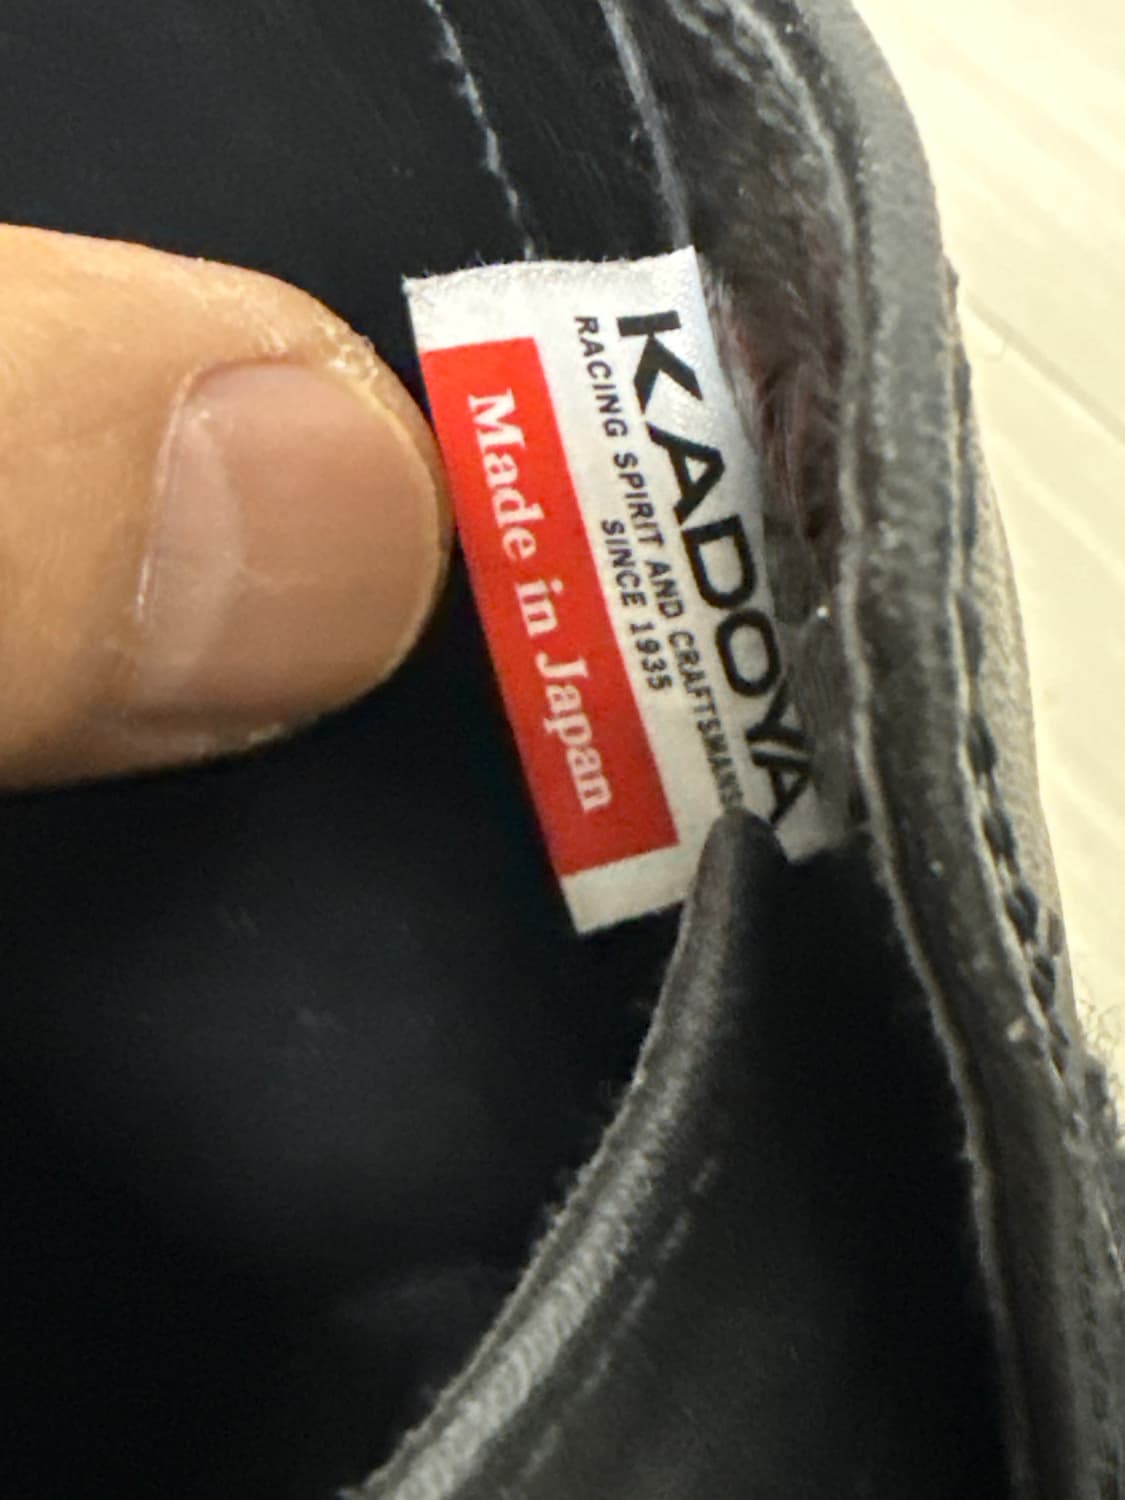 KADOYA
RACING SPIRIT AND
SINCE 1935
Made in Japan